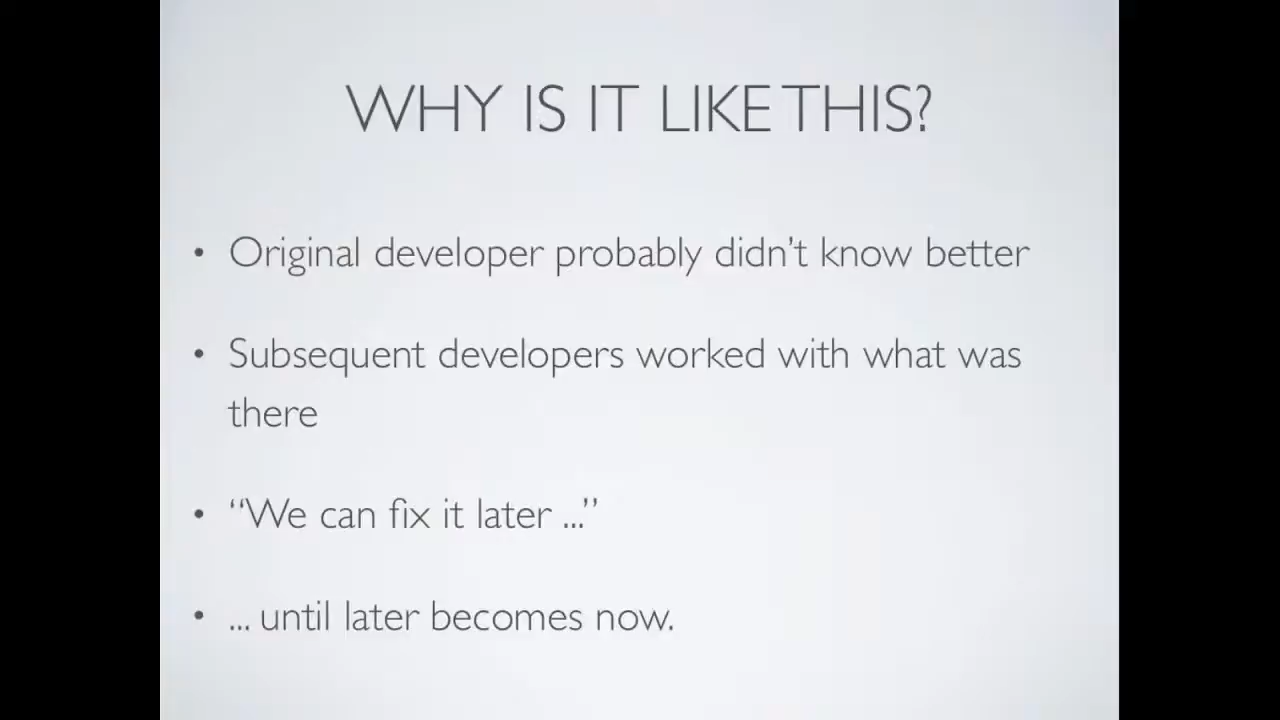 WHY IS IT LIKE THIS?
• Original developer probably didn’t know better
• Subsequent developers worked with what was
there
• “We can fix it later ...”
• ... until later becomes now.